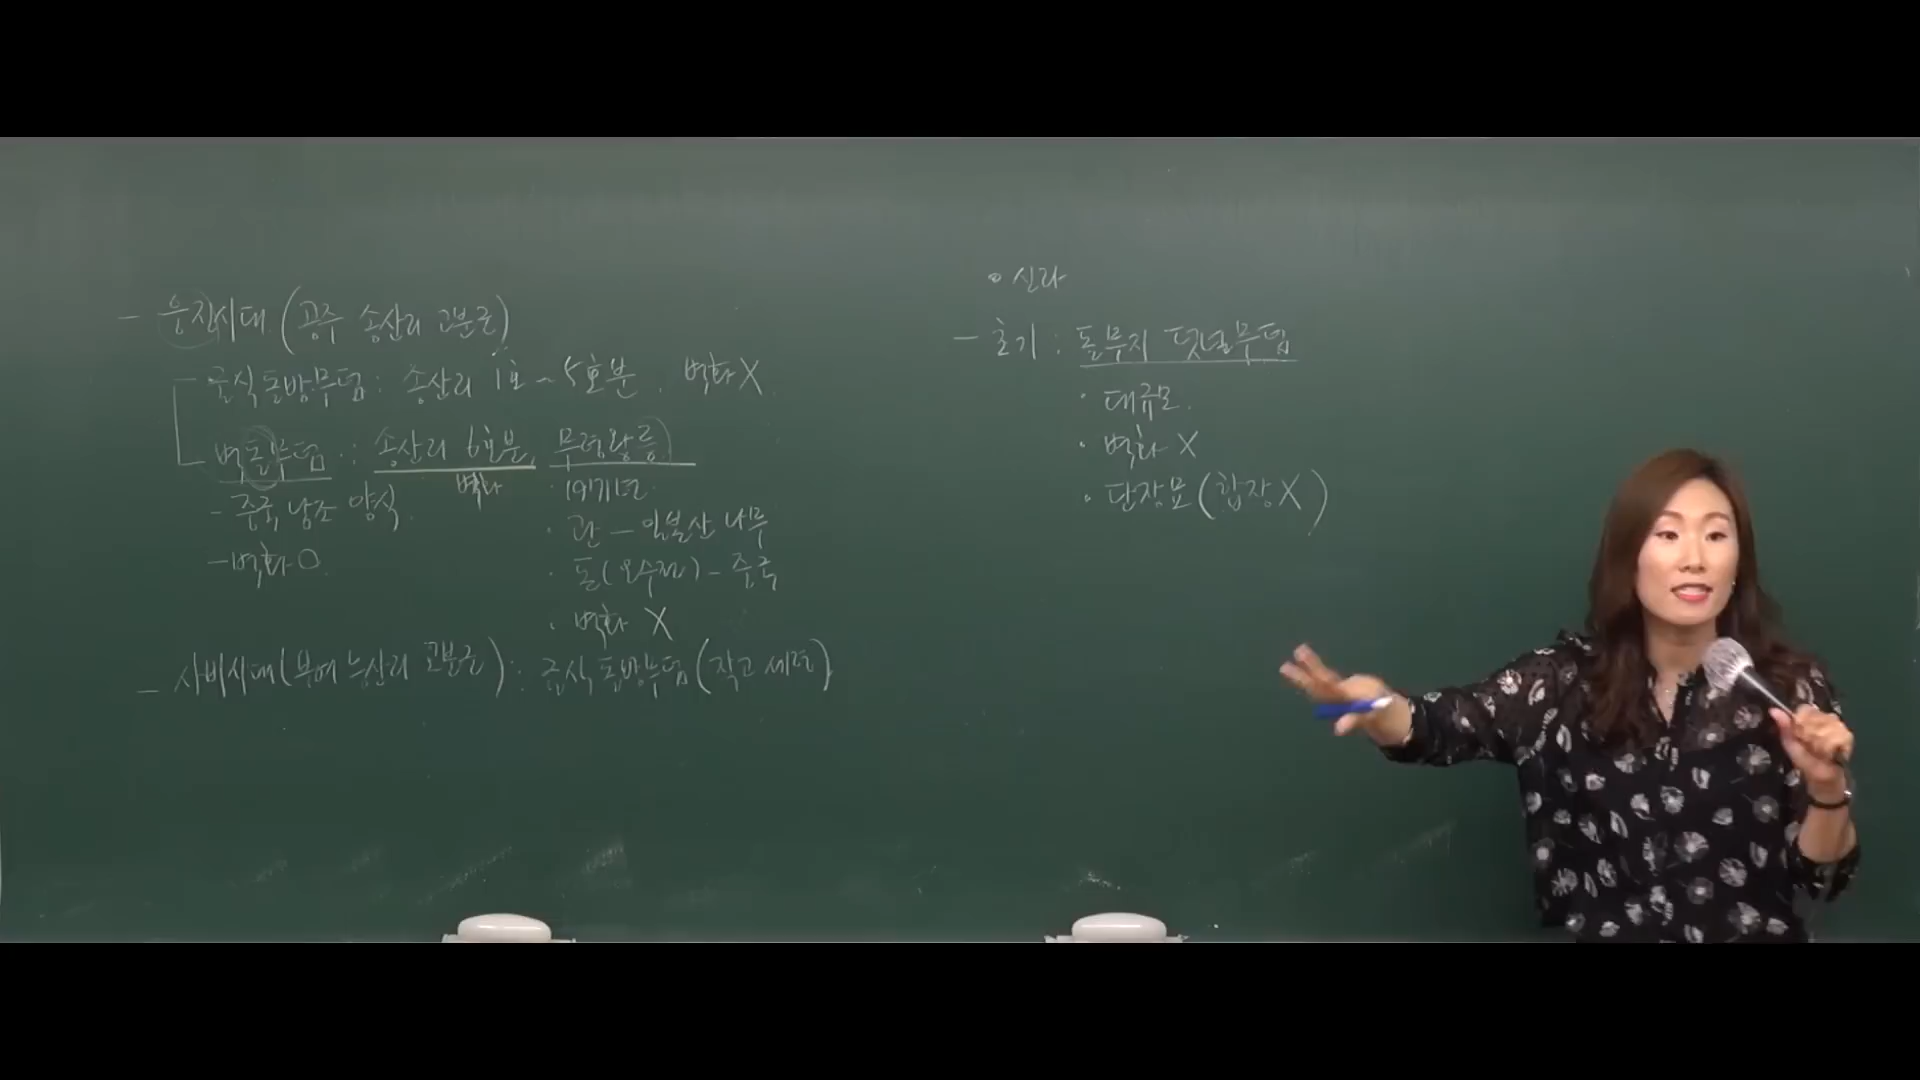 - 웅진시대 (공주 송산리 고분군)
굴식돌방무덤 : 송산리 1호~5호분. 벽화X
벽돌무덤 : 송산리 6호분, 무령왕릉
벽화
- 중국 남조 양식
- 벽화O
· 1971년
· 관 - 일본산 나무
· 돌(오수전) - 중국
· 벽화 X
- 사비시대(부여 능산리 고분군) : 굴식돌방무덤(작고 세련)
o 신라
- 초기 : 돌무지 덧널무덤
· 대규모.
· 벽화 X
· 단장묘(합장X)